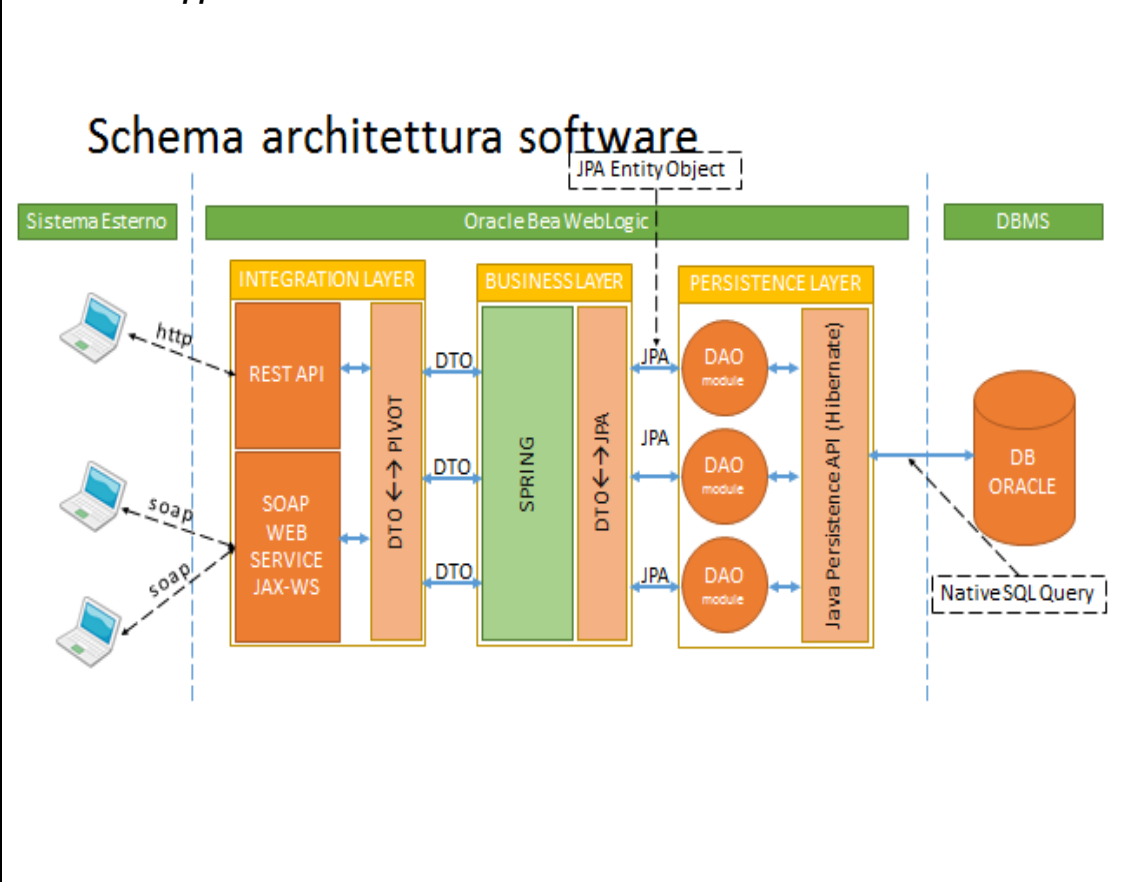 Schema architettura software
JPA Entity Object
Sistema Esterno
Oracle Bea WebLogic
DBMS
INTEGRATION LAYER
BUSINESS LAYER
PERSISTENCE LAYER
http
soap
soap
REST API
SOAP
WEB
SERVICE
JAX-WS
DTO ←→ PIVOT
DTO
DTO
DTO
SPRING
DTO←→JPA
JPA
JPA
JPA
DAO
module
DAO
module
DAO
module
Java Persistence API (Hibernate)
DB
ORACLE
Native SQL Query